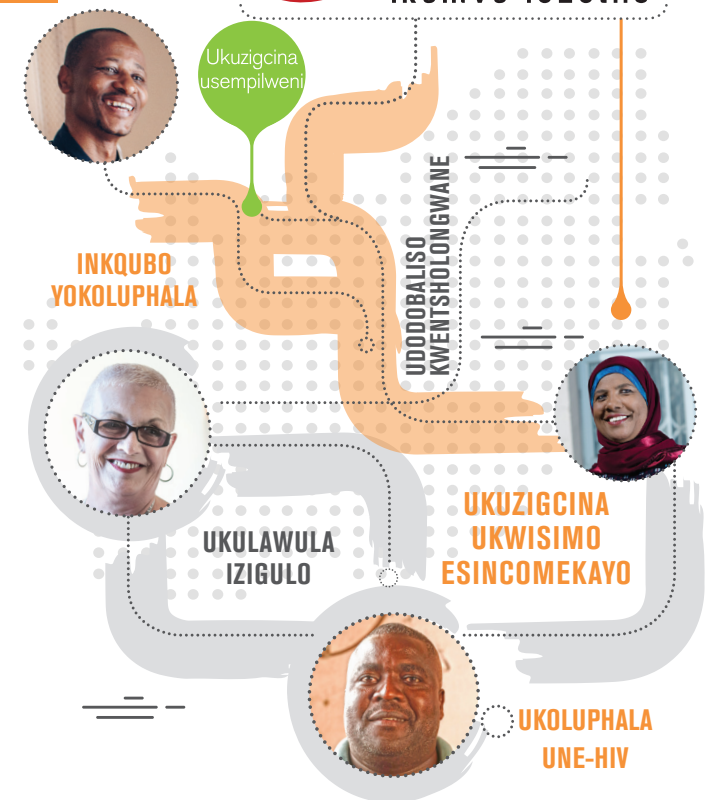 Ukuzigcina
usempilweni
UDODOBALISO
KWENTSHOLONGWANE
INKQUBO
YOKOLUPHALA
UKUZIGCINA
UKWISIMO
ESINCOMEKAYO
UKULAWULA
IZIGULO
UKOLUPHALA
UNE-HIV